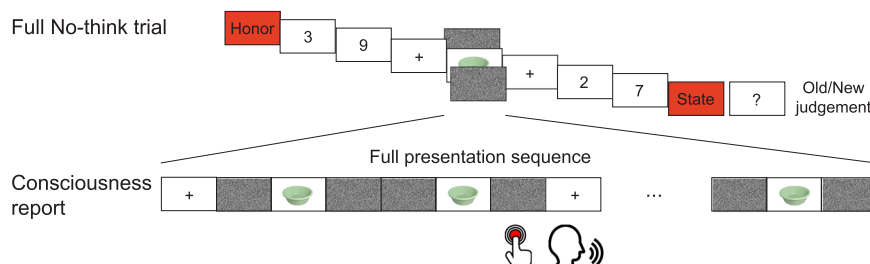 Full No-think trial
Honor
3
9
+
+
2
7
State
?
Old/New
judgement
Full presentation sequence
Consciousness
report
+
+
...